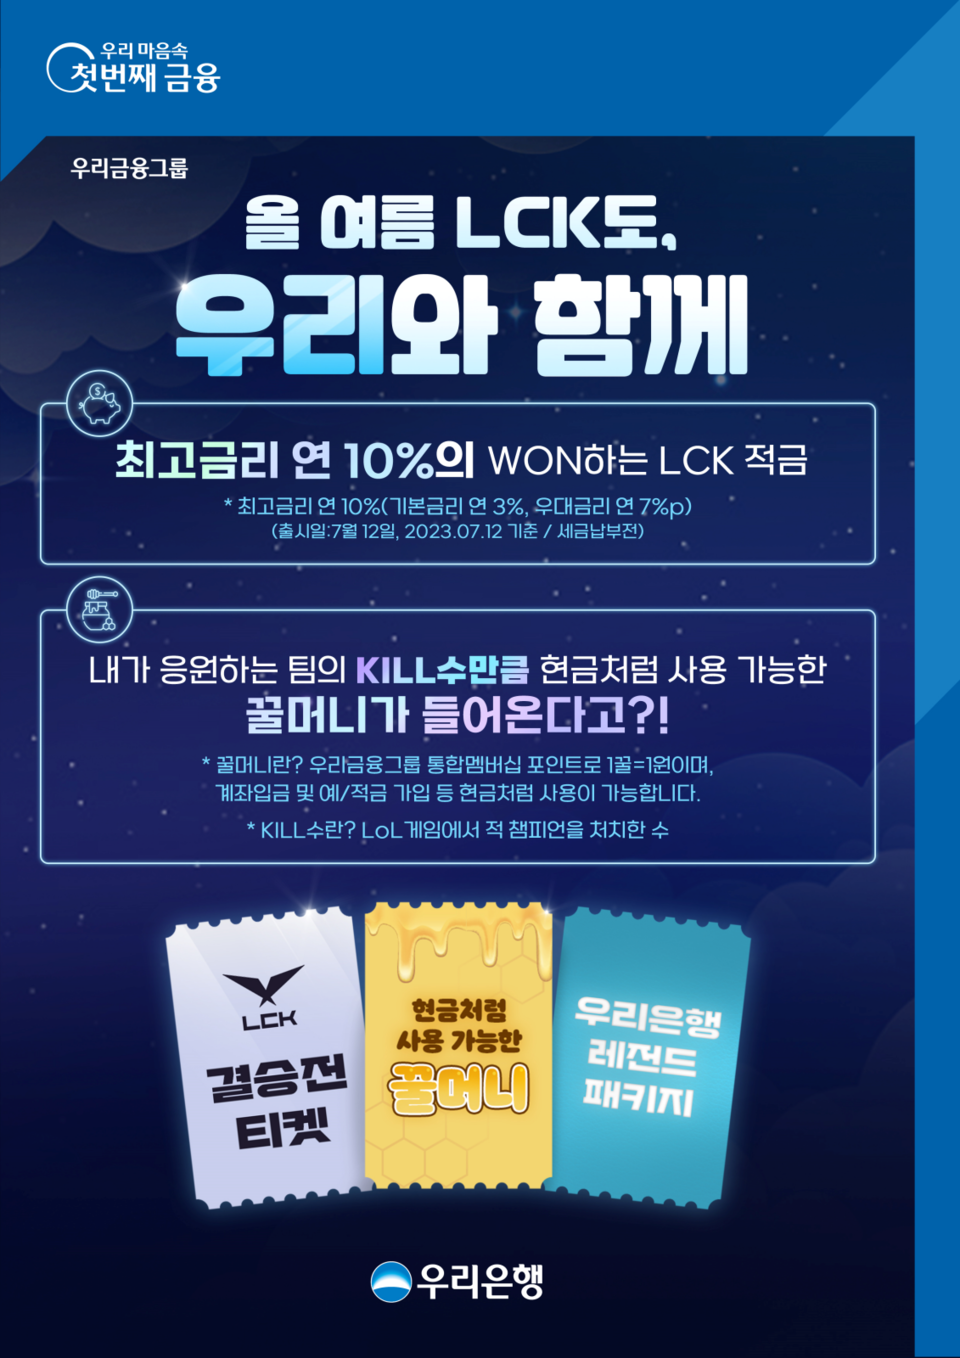 우리 마음속
첫번째 금융
우리금융그룹
올 여름 LCK도,
우리와 함께
최고금리 연 10%의 WON하는 LCK 적금
* 최고금리 연 10%(기본금리 연 3%, 우대금리 연 7%p)
(출시일:7월 12일, 2023.07.12 기준 / 세금납부전)
내가 응원하는 팀의 KILL수만큼 현금처럼 사용 가능한
꿀머니가 들어온다고?!
* 꿀머니란? 우리금융그룹 통합멤버십 포인트로 1꿀=1원이며,
계좌입금 및 예/적금 가입 등 현금처럼 사용이 가능합니다.
* KILL수란? LoL게임에서 적 챔피언을 처치한 수
LCK
결승전
티켓
현금처럼
사용 가능한
꿀머니
우리은행
레전드
패키지
우리은행